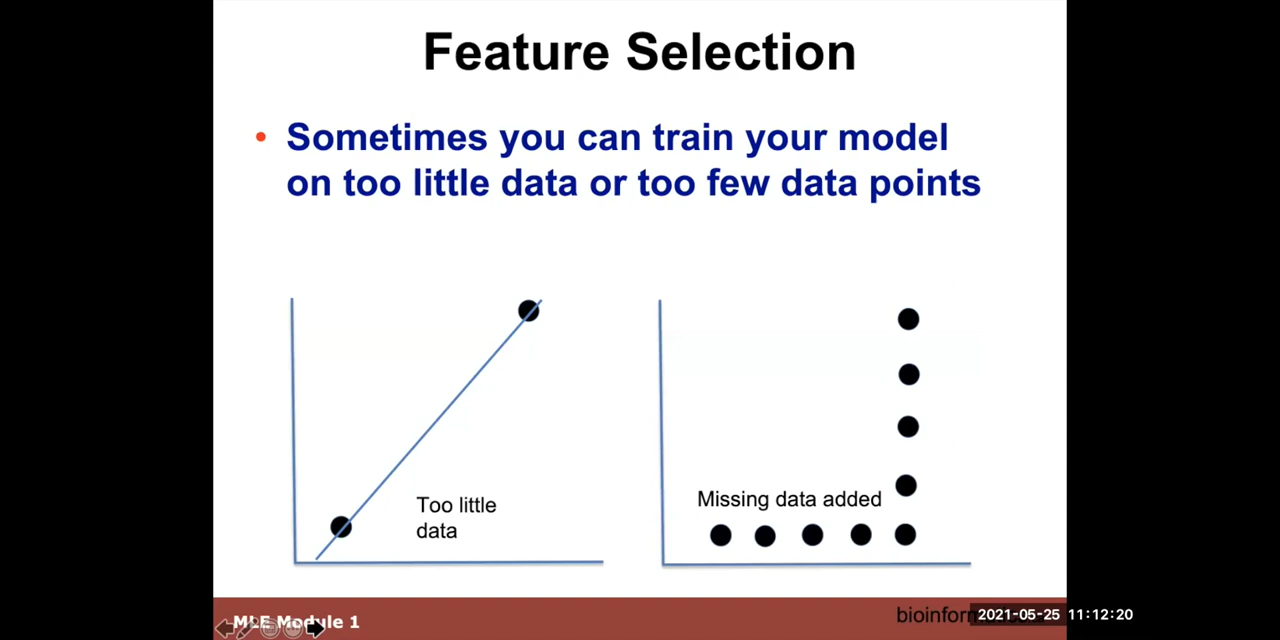 Feature Selection
• Sometimes you can train your model
on too little data or too few data points
Too little
data
Missing data added
MLE Module 1
2021-05-25 11:12:20